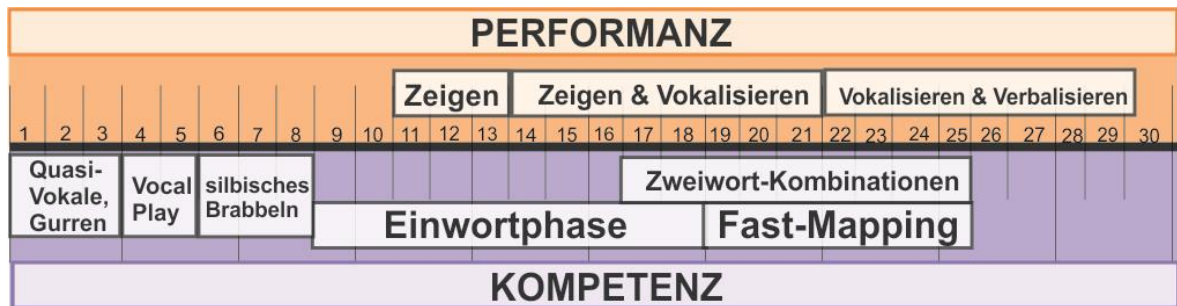 PERFORMANZ
Zeigen
Zeigen & Vokalisieren
Vokalisieren & Verbalisieren
1 2 3 4 5 6 7 8 9 10 11 12 13 14 15 16 17 18 19 20 21 22 23 24 25 26 27 28 29 30
Quasi-
Vokale,
Gurren
Vocal
Play
silbisches
Brabbeln
Zweiwort-Kombinationen
Einwortphase
Fast-Mapping
KOMPETENZ